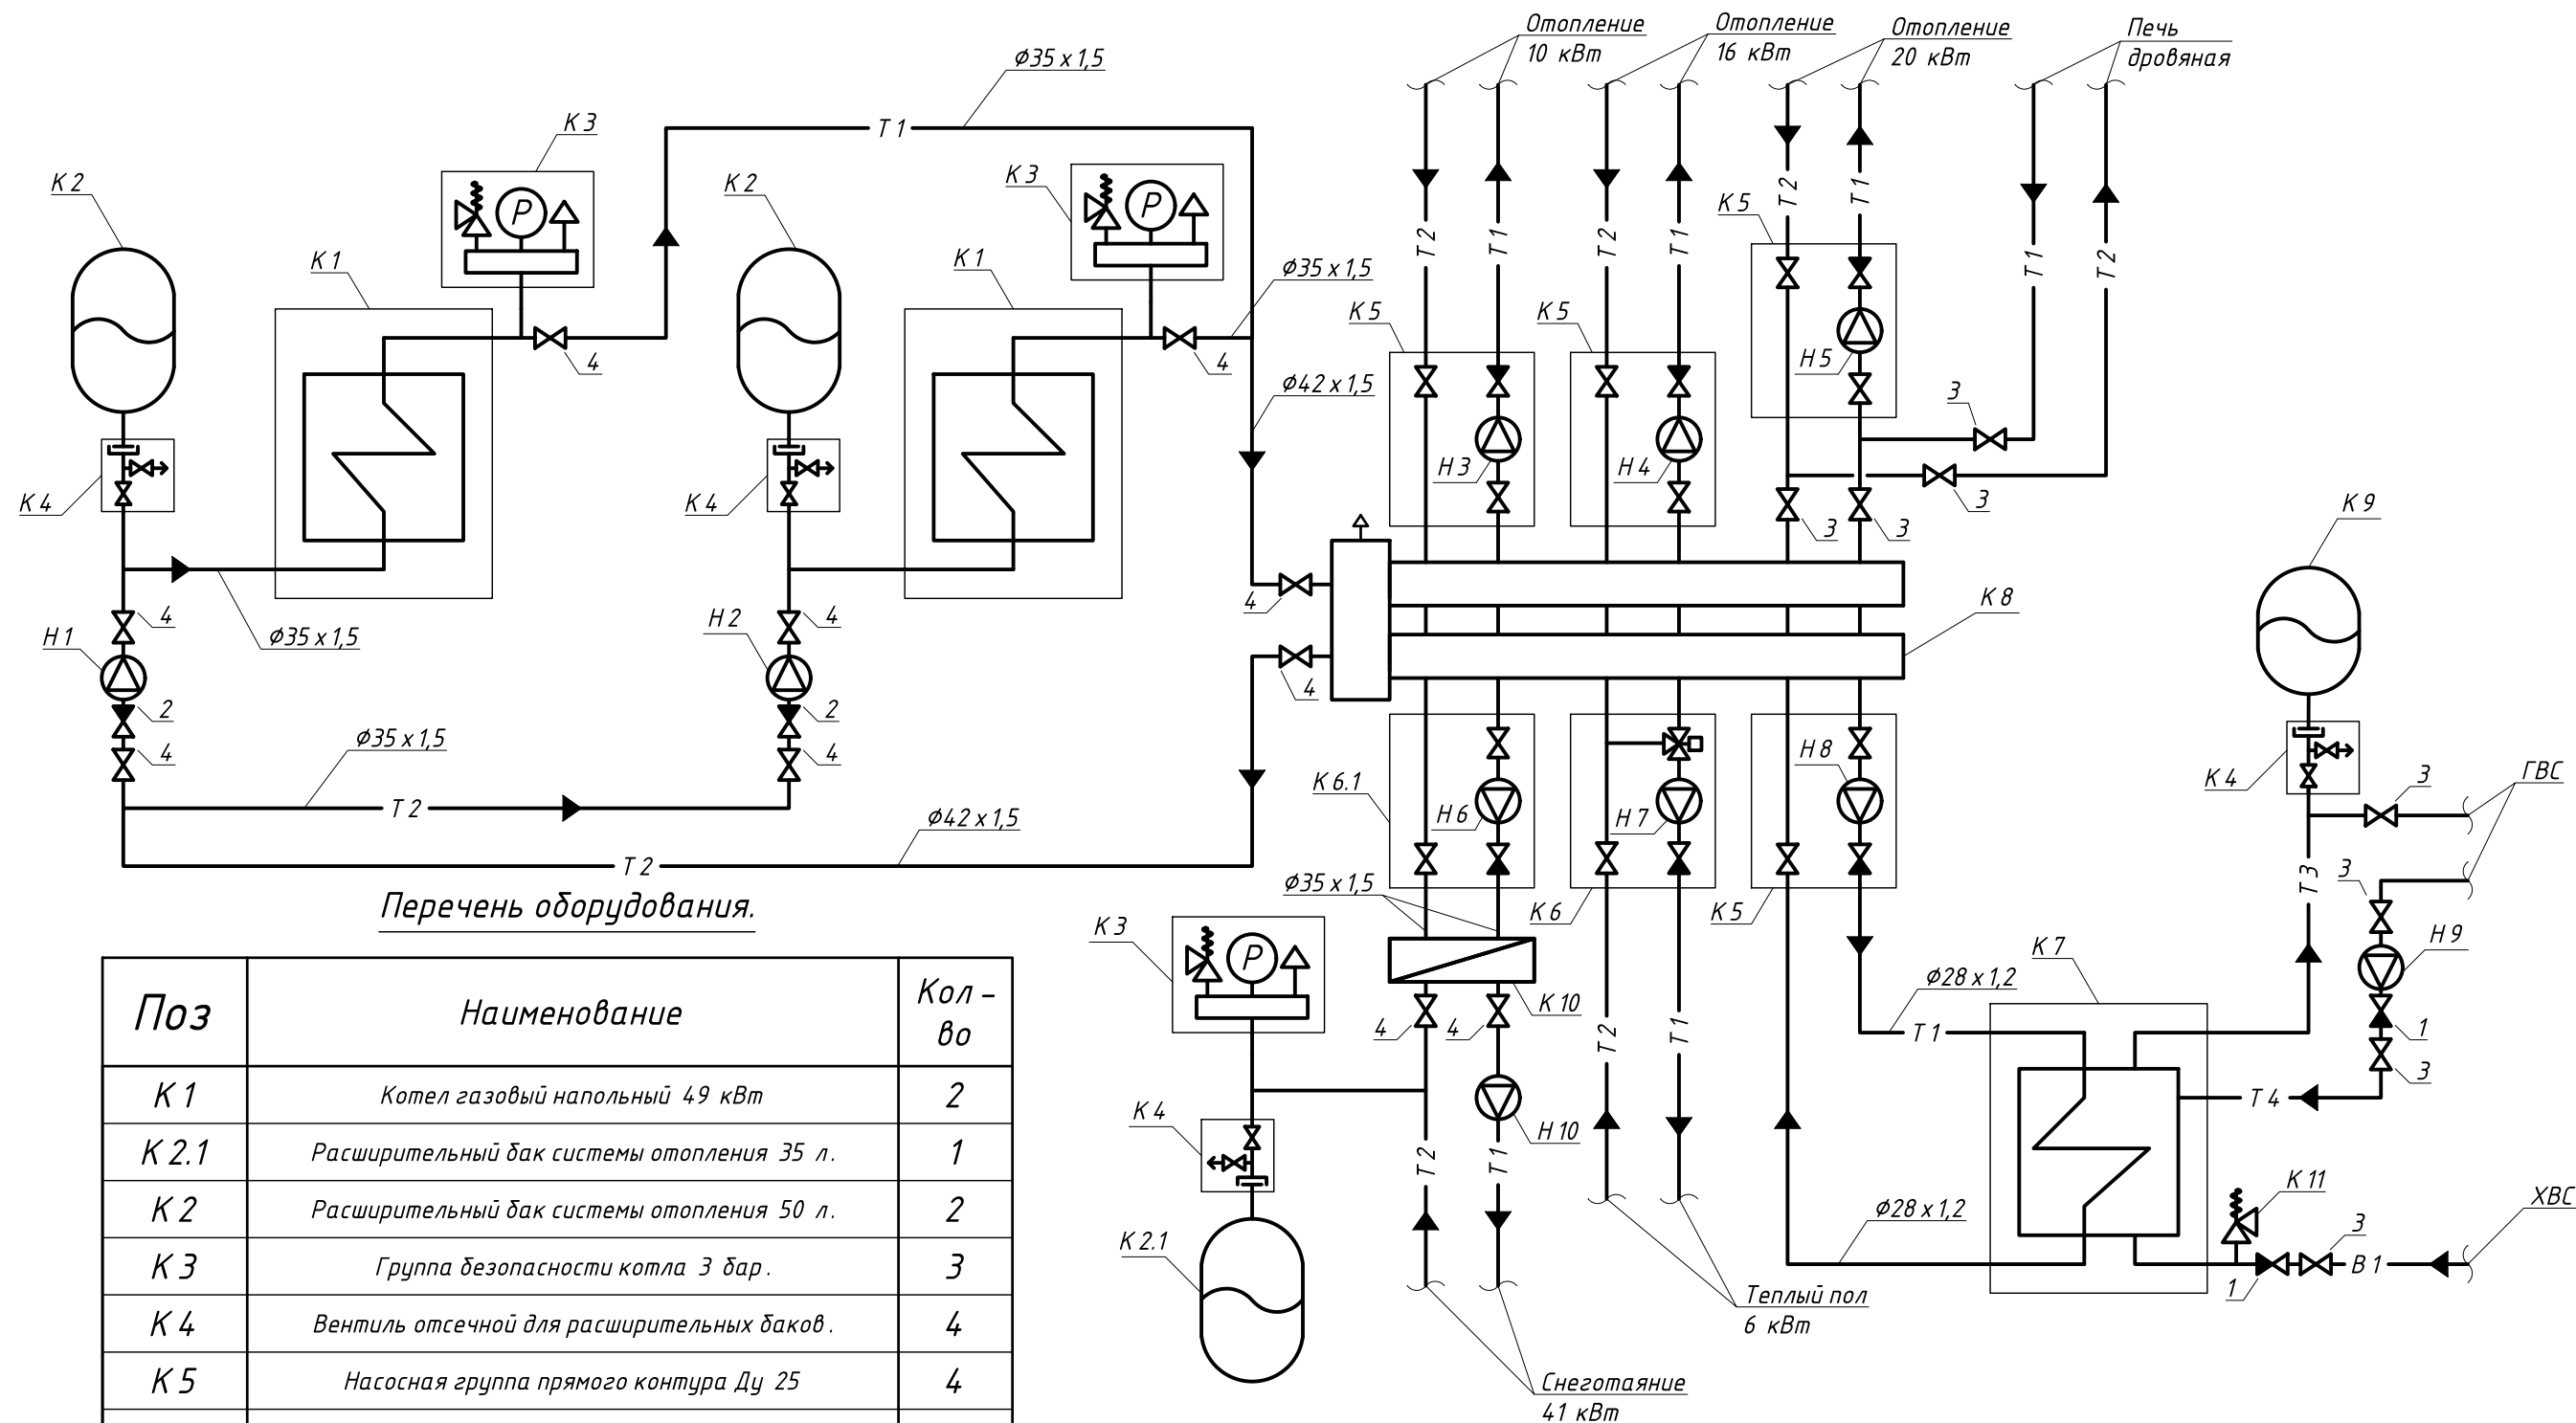 Отопление
10 кВт
Отопление
16 кВт
Отопление
20 кВт
Печь
дровяная
Ф35 х 1,5
Т 1
К 3
К 3
К 2
К 2
К 1
К 1
Т 2
Т 1
Т 2
Т 1
Т 2
Т 1
Т 1
Т 2
К 5
К 5
К 5
P
P
4
4
Ф35 х 1,5
Ф42 х 1,5
Н 3
Н 4
Н 5
3
3
3
3
К 4
К 4
К 9
4
4
Н 1
Н 2
Ф35 х 1,5
4
4
К 8
2
2
4
4
Ф35 х 1,5
Т 2
Ф42 х 1,5
Т 2
К 6.1
Н 6
Н 7
Н 8
К 4
3
ГВС
Т 3
3
Н 9
1
3
Ф35 х 1,5
К 6
К 5
К 3
P
К 10
4
4
К 7
Ф28 х 1,2
Т 1
Т 2
Т 1
Т 4
К 4
Н 10
Т 2
Т 1
К 2.1
Ф28 х 1,2
К 11
3
1
В 1
ХВС
Теплый пол
6 кВт
Снеготаяние
41 кВт
Перечень оборудования.
Поз Наименование Кол -
во
К 1 Котел газовый напольный 49 кВт 2
К 2.1 Расширительный бак системы отопления 35 л. 1
К 2 Расширительный бак системы отопления 50 л. 2
К 3 Группа безопасности котла 3 бар. 3
К 4 Вентиль отсечной для расширительных баков. 4
К 5 Насосная группа прямого контура Ду 25 4